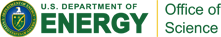 U.S. DEPARTMENT OF
ENERGY
Office of
Science